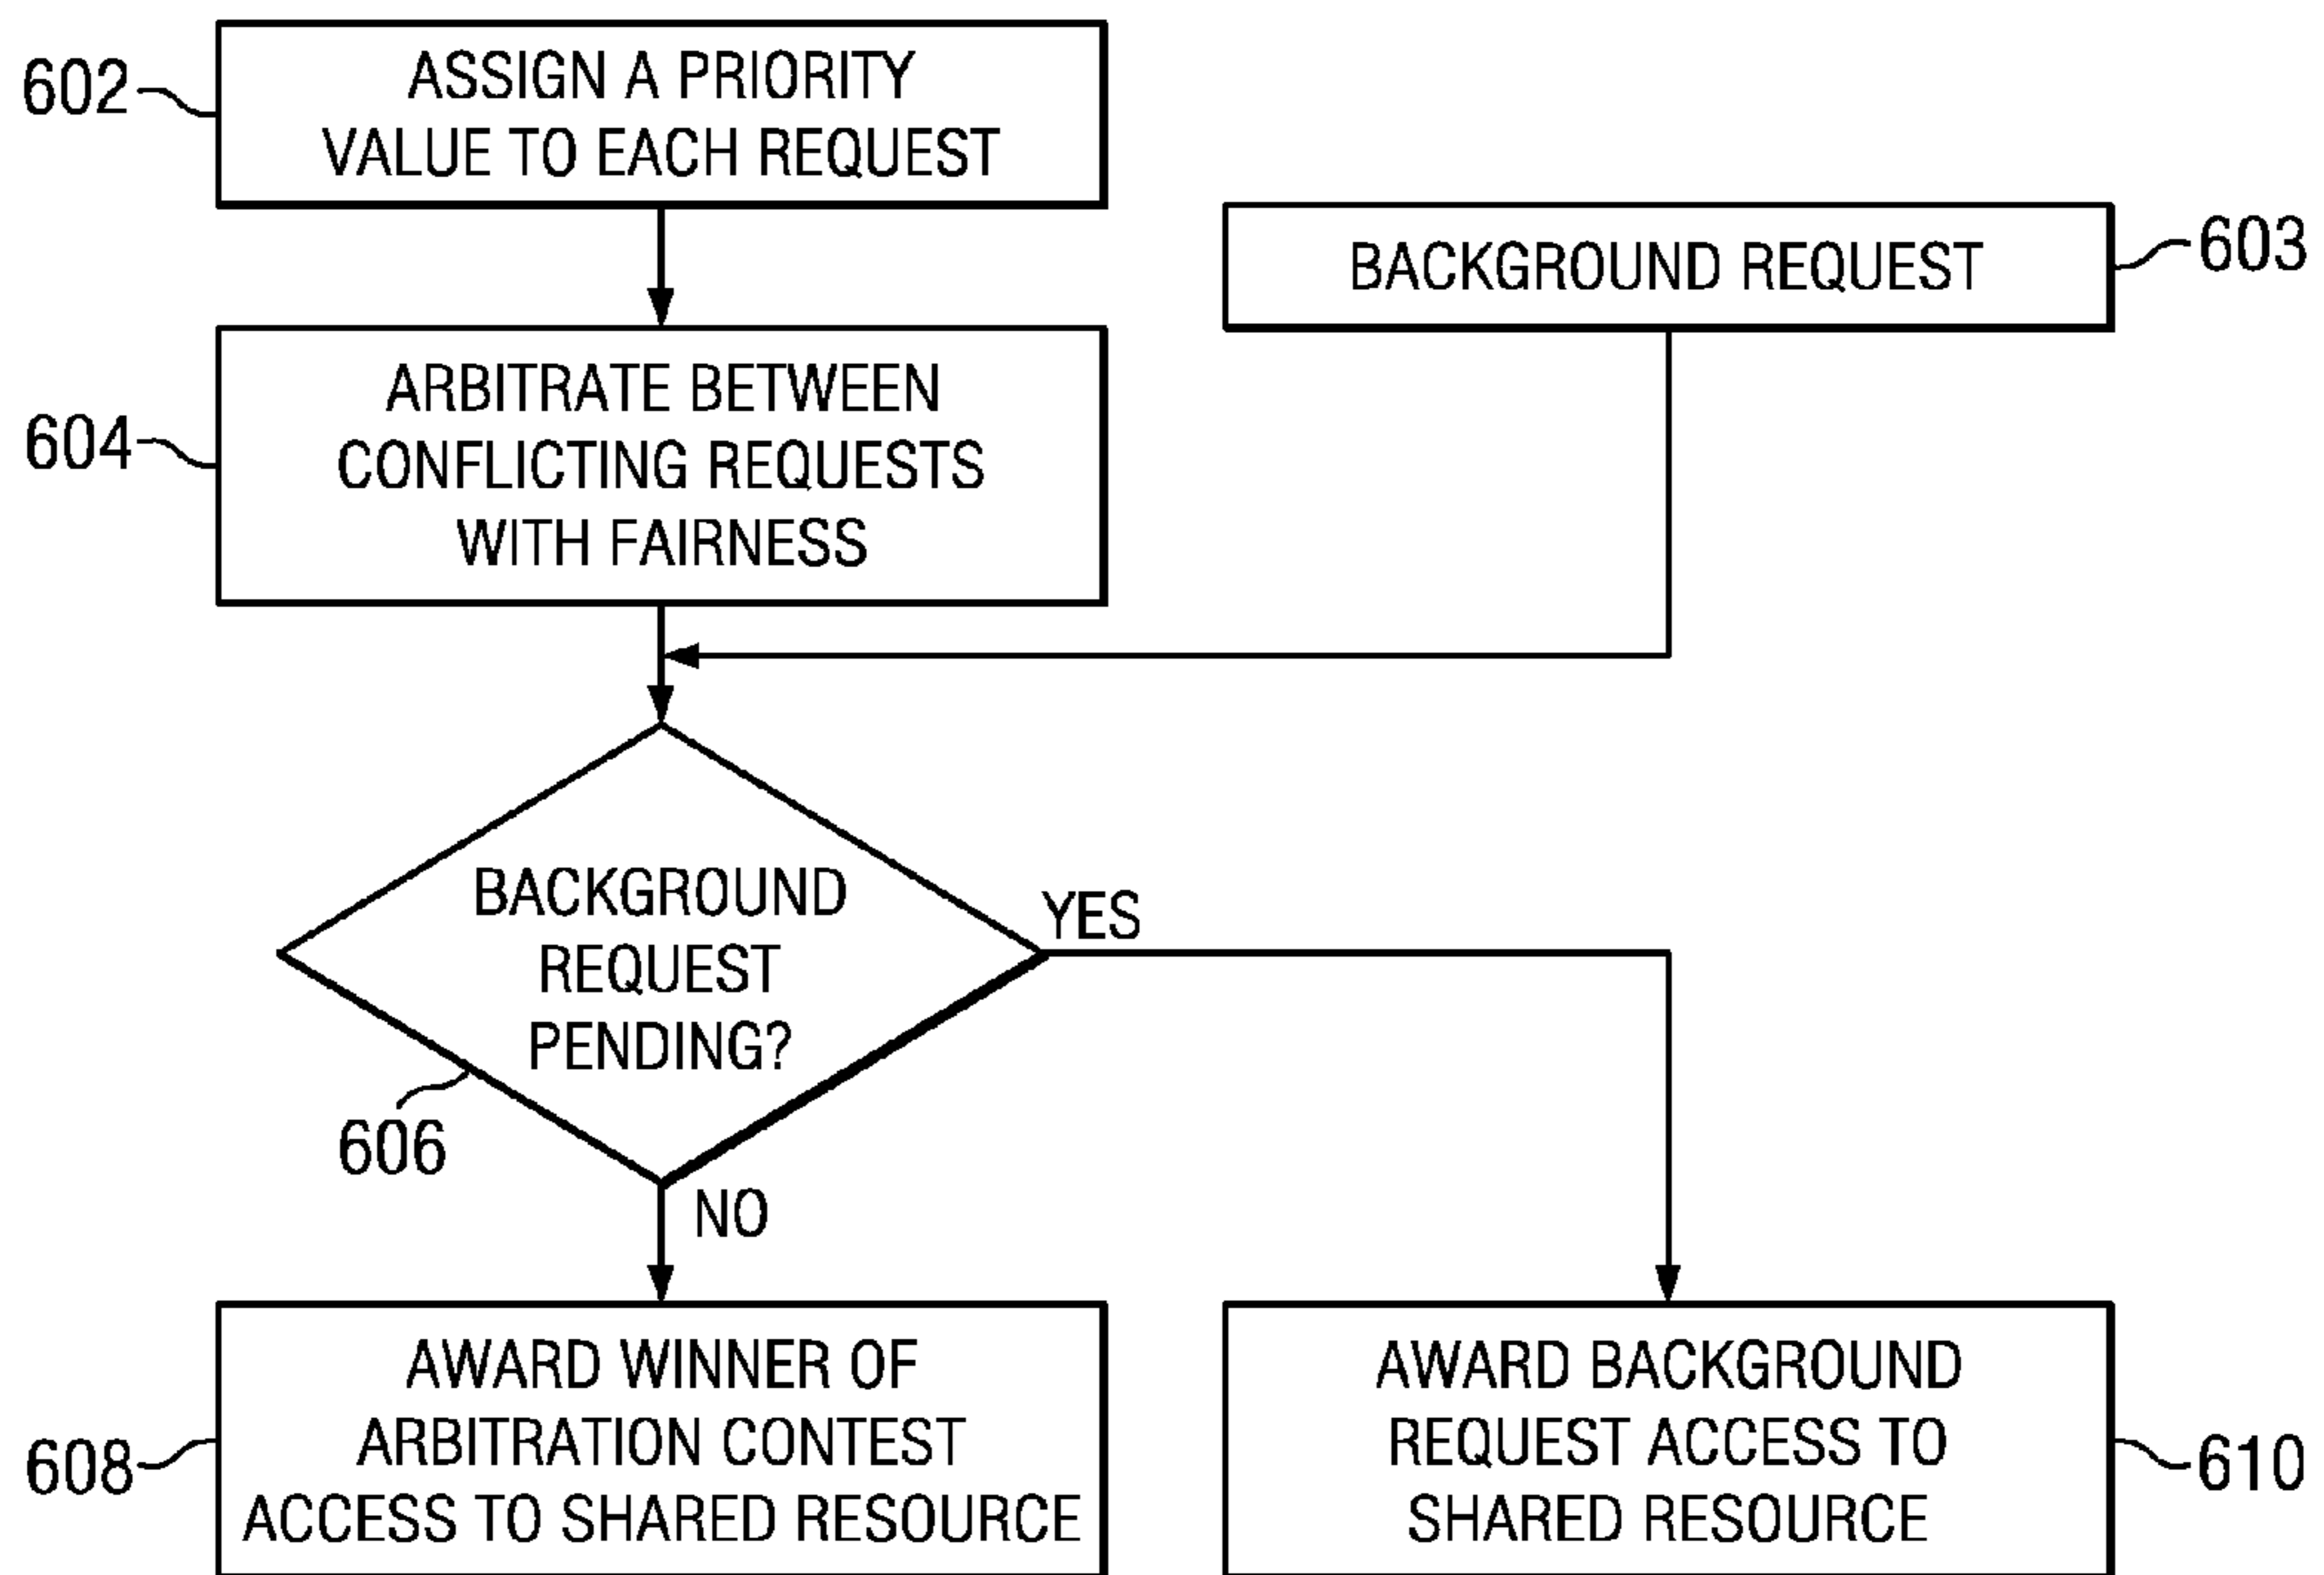 602
ASSIGN A PRIORITY
VALUE TO EACH REQUEST
BACKGROUND REQUEST
603
604
ARBITRATE BETWEEN
CONFLICTING REQUESTS
WITH FAIRNESS
BACKGROUND
REQUEST
PENDING?
YES
606
NO
608
AWARD WINNER OF
ARBITRATION CONTEST
ACCESS TO SHARED RESOURCE
AWARD BACKGROUND
REQUEST ACCESS TO
SHARED RESOURCE
610